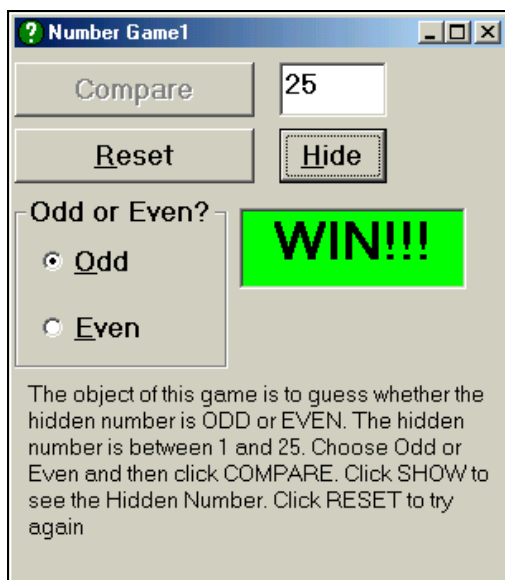 Number Game1
Compare 25
Reset Hide
Odd or Even?
WIN!!!
Odd
Even
The object of this game is to guess whether the
hidden number is ODD or EVEN. The hidden
number is between 1 and 25. Choose Odd or
Even and then click COMPARE. Click SHOW to
see the Hidden Number. Click RESET to try
again